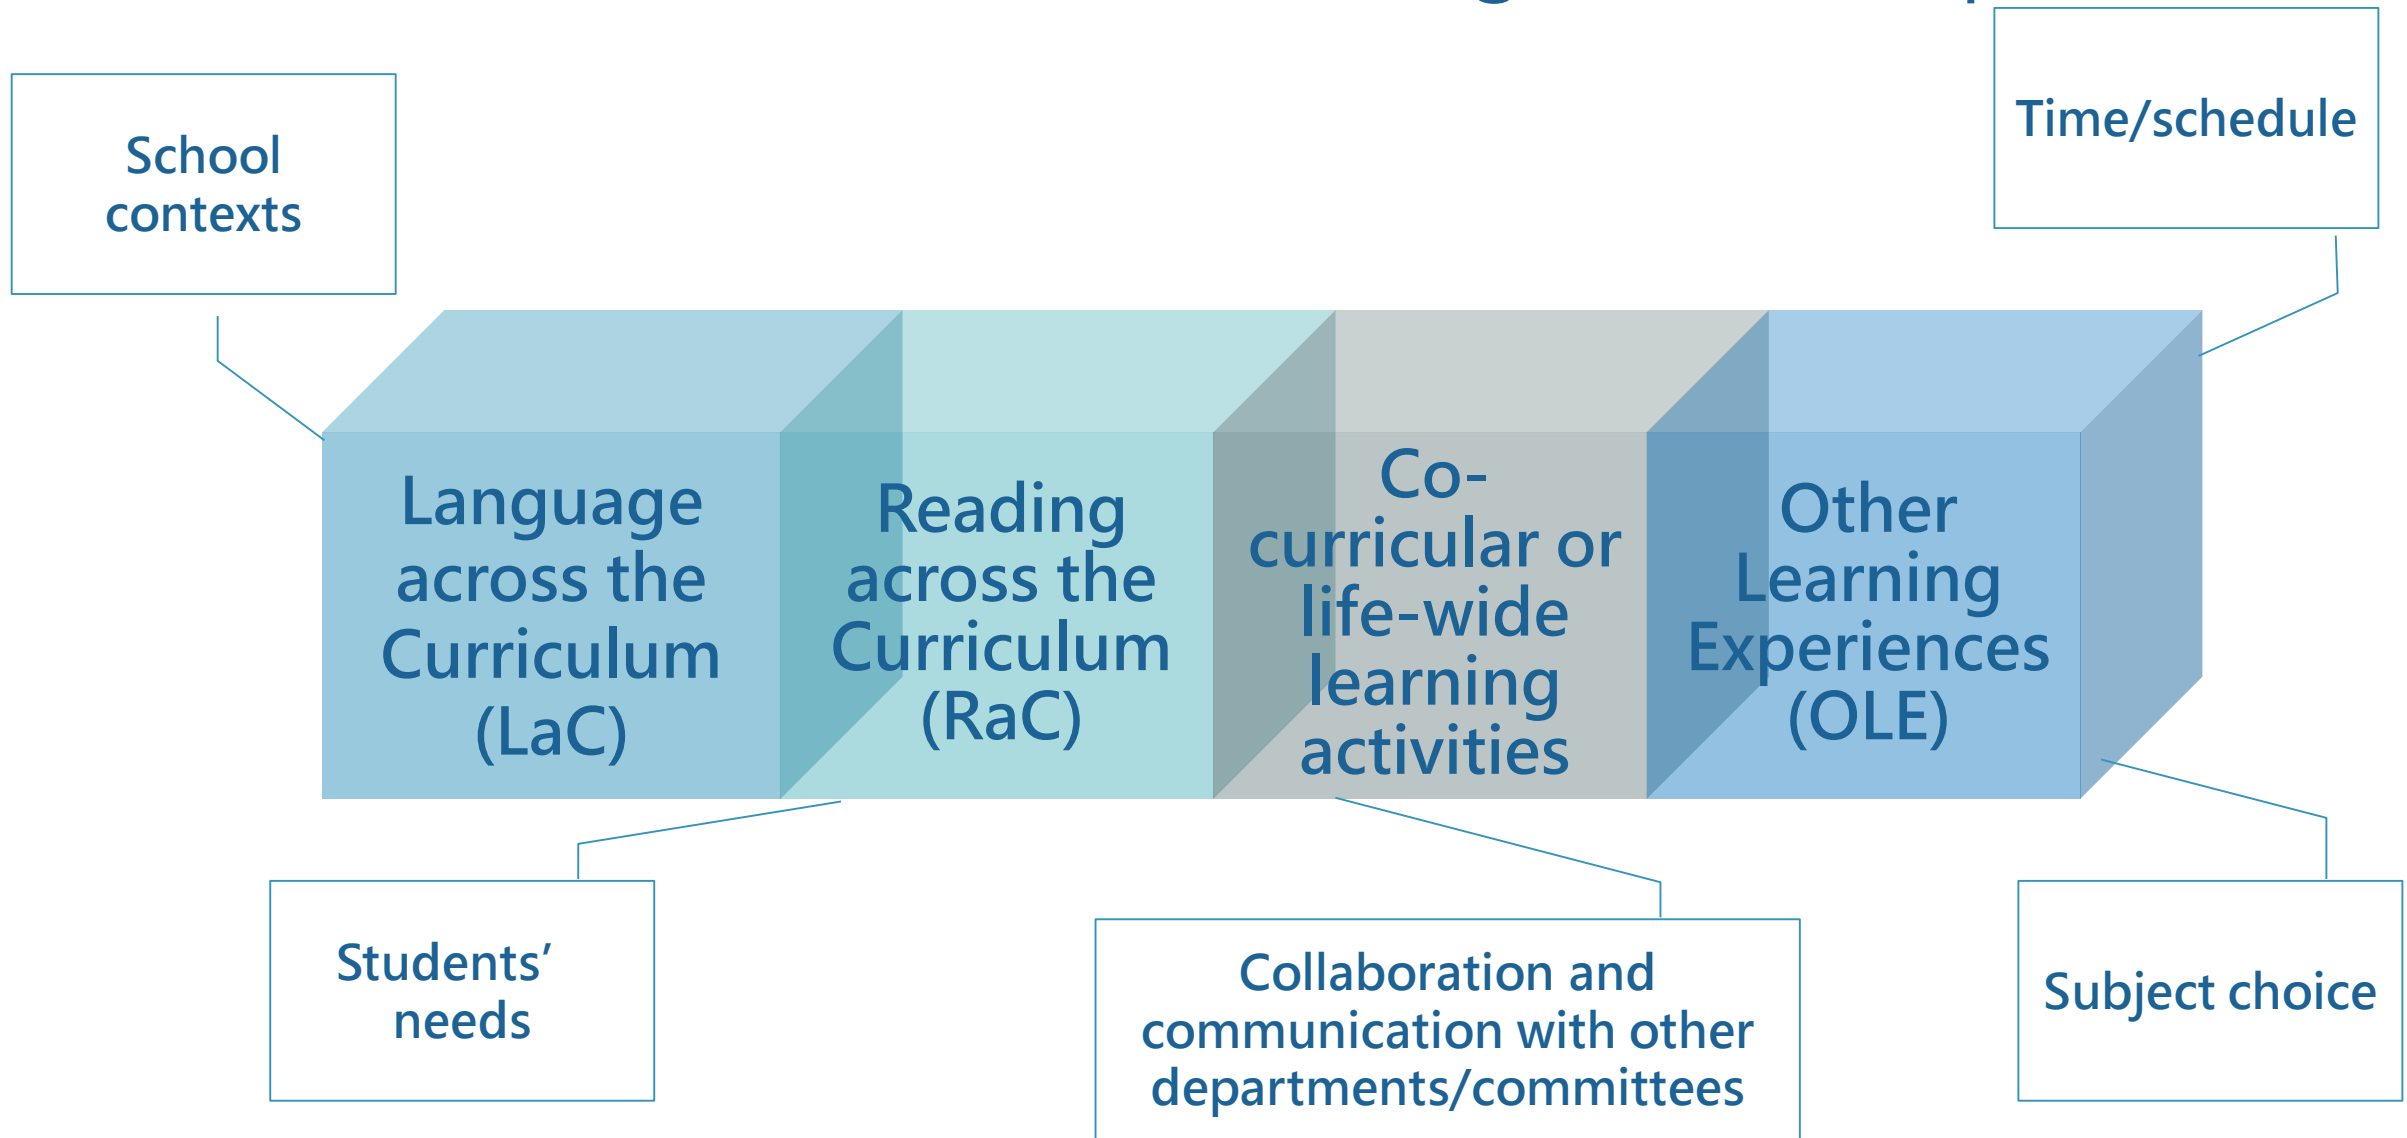 School
contexts
Time/schedule
Language
across the
Curriculum
(LaC)
Reading
across the
Curriculum
(RaC)
Co-
curricular or
life-wide
learning
activities
Other
Learning
Experiences
(OLE)
Students’
needs
Collaboration and
communication with other
departments/committees
Subject choice